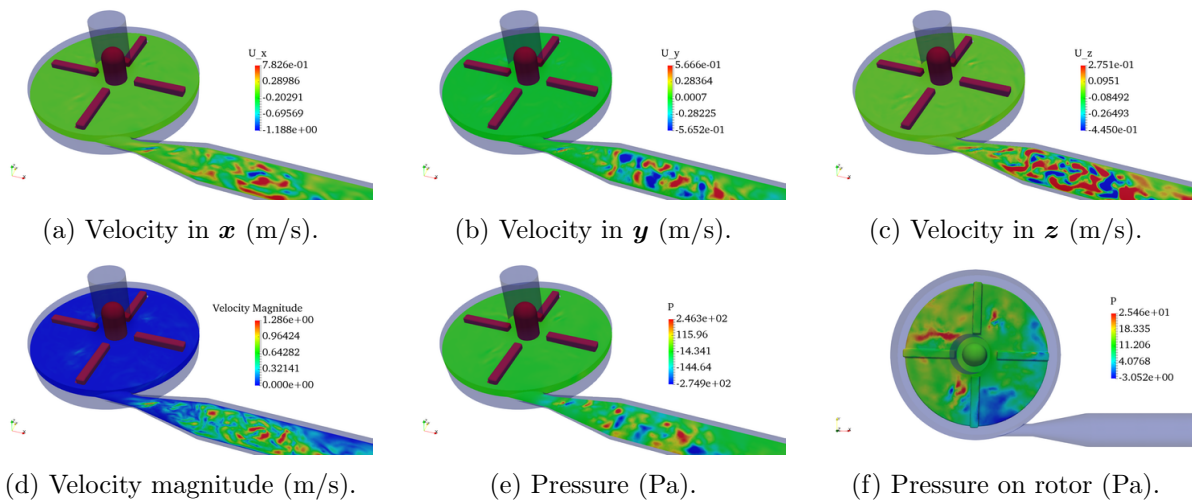 U_x
7.826e-01
0.28986
-0.20291
-0.69569
-1.188e+00
U_y
5.666e-01
0.28364
0.0007
-0.28225
-5.652e-01
U_z
2.751e-01
0.0951
-0.08492
-0.26493
-4.450e-01
(a) Velocity in x (m/s).
(b) Velocity in y (m/s).
(c) Velocity in z (m/s).
Velocity Magnitude
1.286e+00
0.96424
0.64282
0.32141
0.000e+00
P
2.463e+02
115.96
-14.341
-144.64
-2.749e+02
P
2.546e+01
18.335
11.206
4.0768
-3.052e+00
(d) Velocity magnitude (m/s).
(e) Pressure (Pa).
(f) Pressure on rotor (Pa).